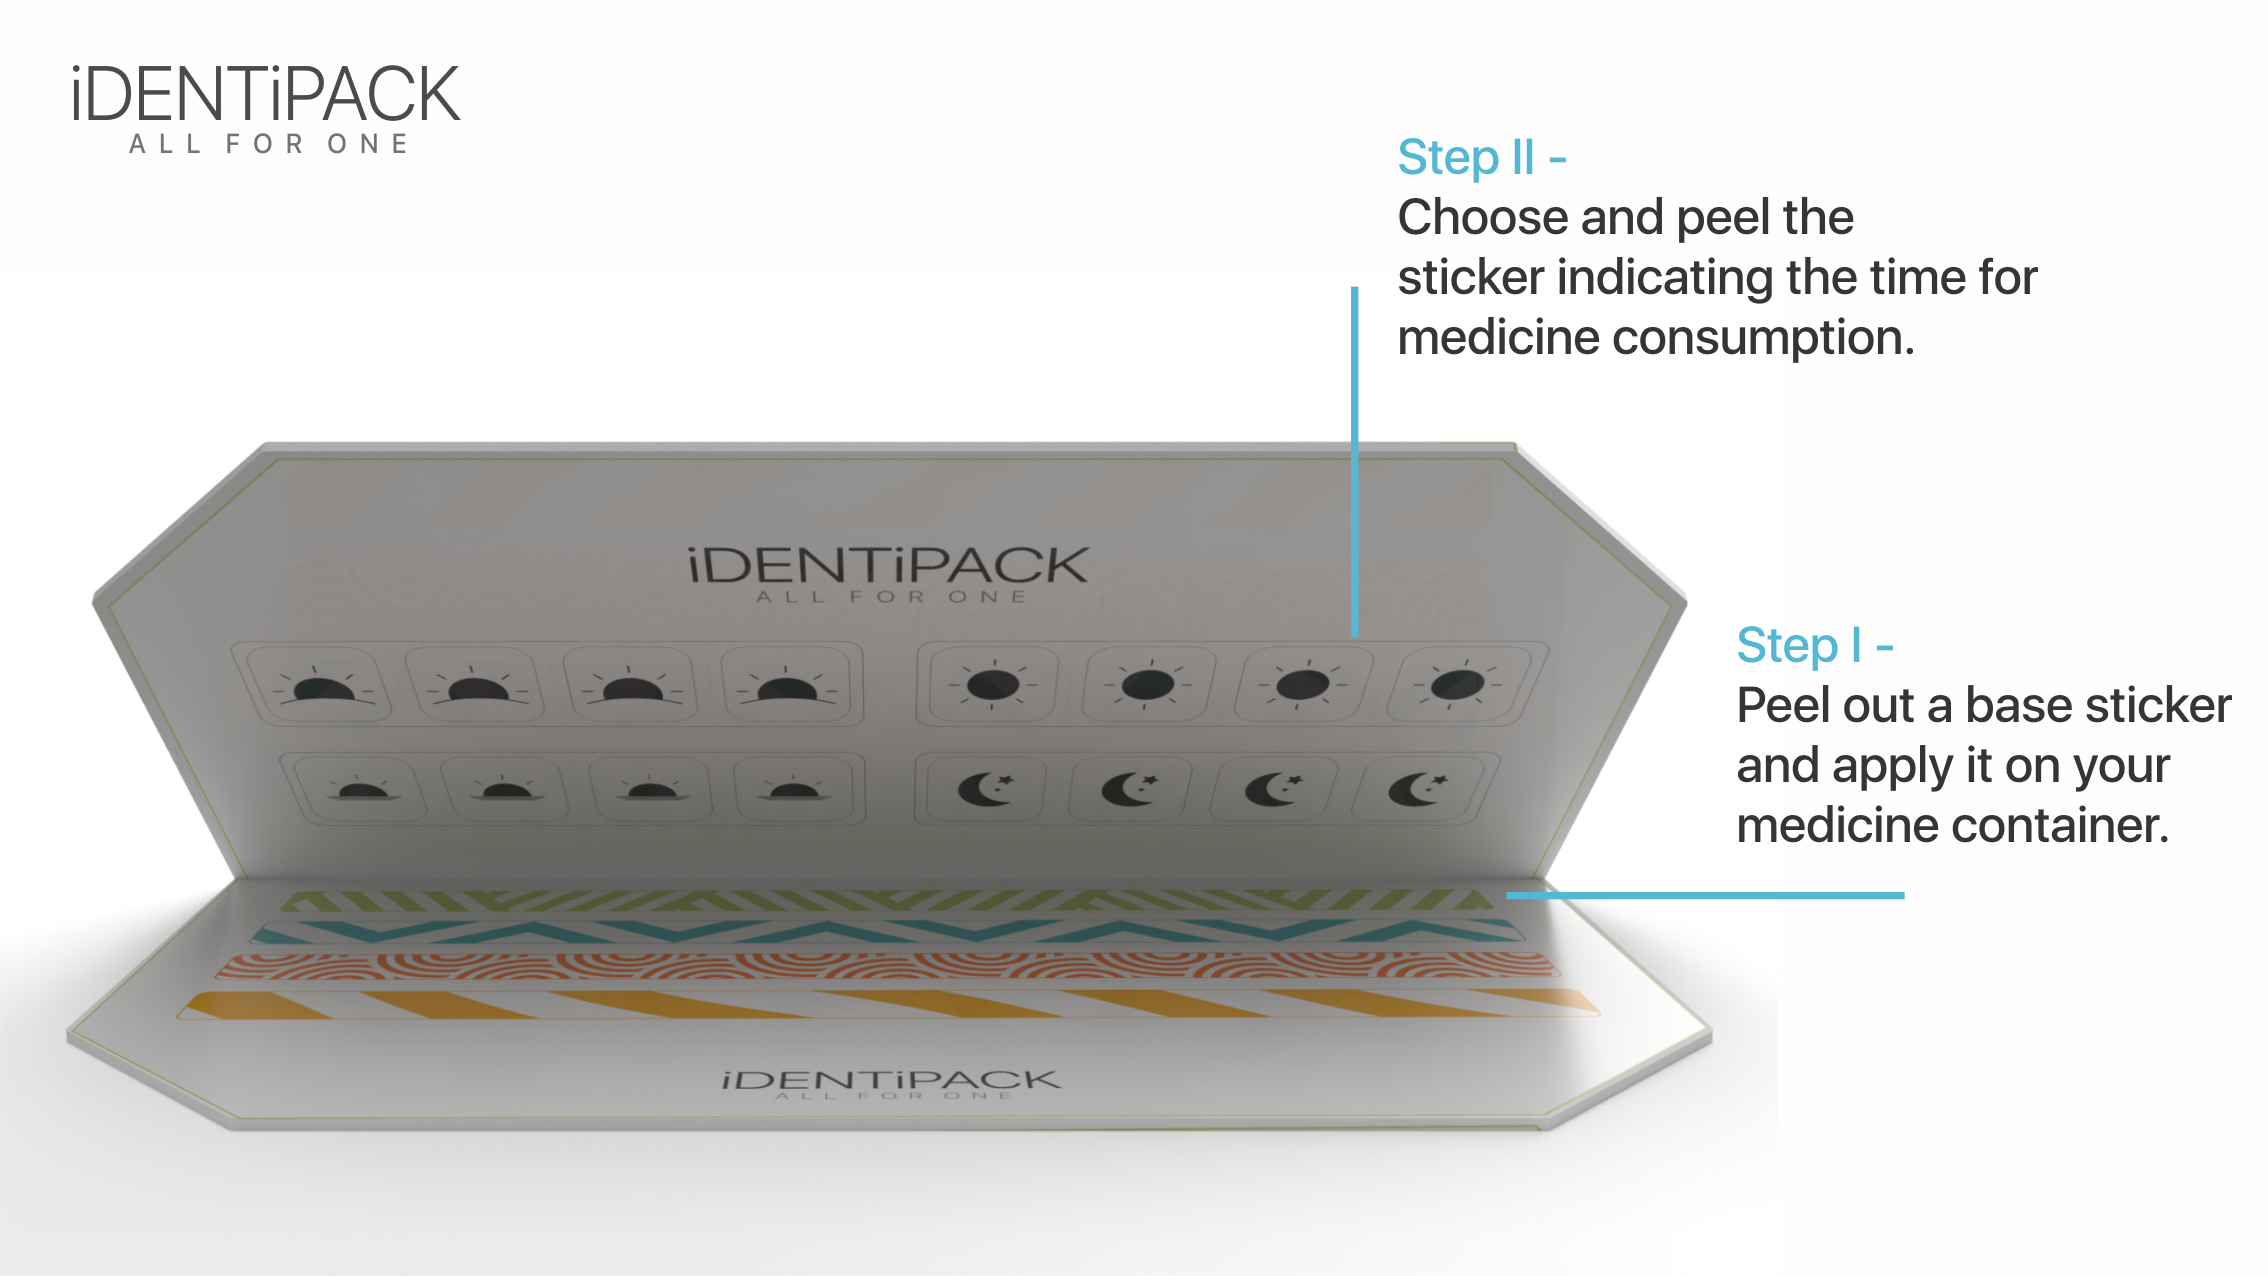 iDENTiPACK
ALL FOR ONE
Step II -
Choose and peel the
sticker indicating the time for
medicine consumption.
iDENTiPACK
ALL FOR ONE
Step I -
Peel out a base sticker
and apply it on your
medicine container.
iDENTiPACK
ALL FOR ONE